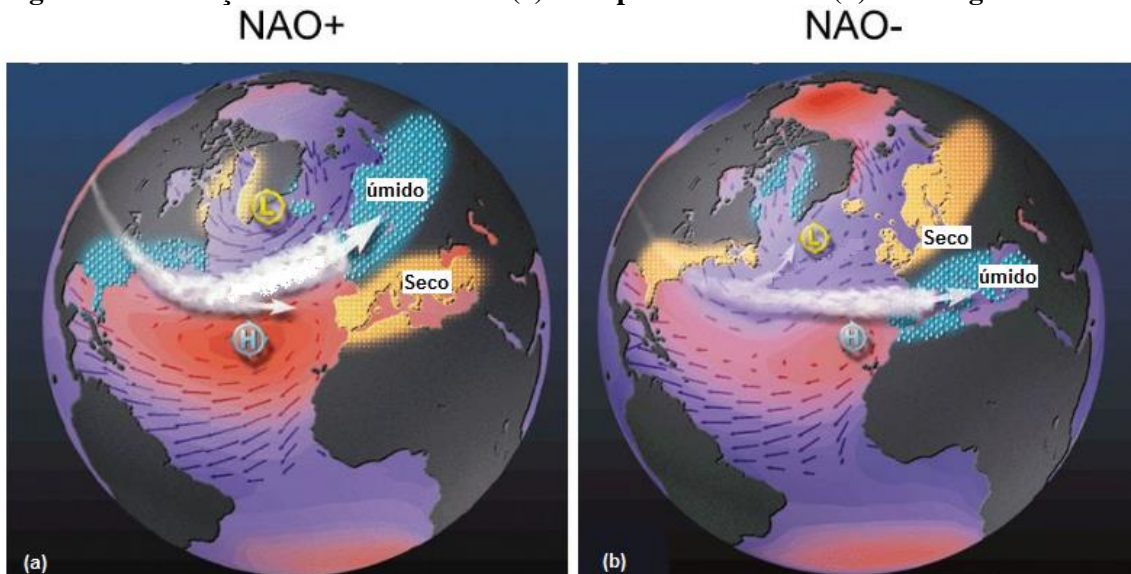 NAO+
NAO-
L
úmido
Seco
H
(a)
L
Seco
úmido
H
(b)